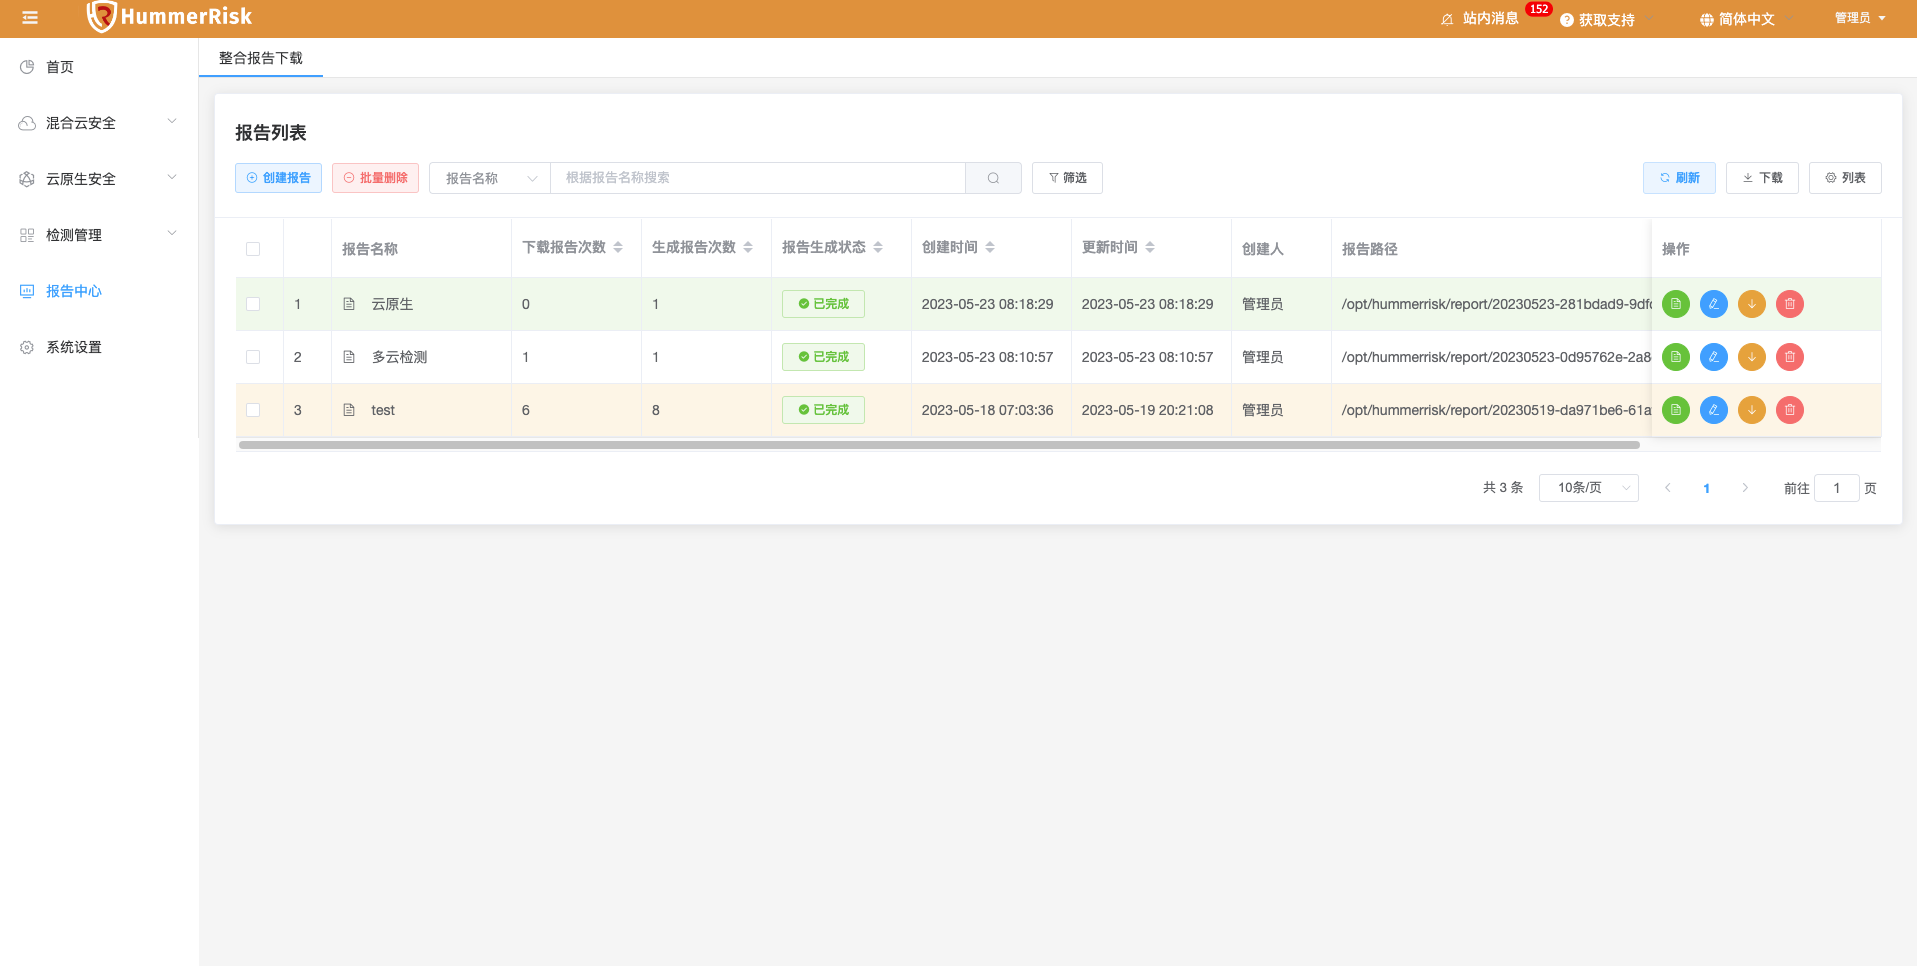 HummerRisk
站内消息 152 获取支持 简体中文 管理员
首页
混合云安全
云原生安全
检测管理
报告中心
系统设置
整合报告下载
报告列表
创建报告 批量删除 报告名称 根据报告名称搜索 筛选 刷新 下载 列表
报告名称 下载报告次数 生成报告次数 报告生成状态 创建时间 更新时间 创建人 报告路径 操作
1 云原生 0 1 已完成 2023-05-23 08:18:29 2023-05-23 08:18:29 管理员 /opt/hummerrisk/report/20230523-281bdad9-9dfc
2 多云检测 1 1 已完成 2023-05-23 08:10:57 2023-05-23 08:10:57 管理员 /opt/hummerrisk/report/20230523-0d95762e-2a8
3 test 6 8 已完成 2023-05-18 07:03:36 2023-05-19 20:21:08 管理员 /opt/hummerrisk/report/20230519-da971be6-61a
共 3 条 10条/页 1 前往 1 页